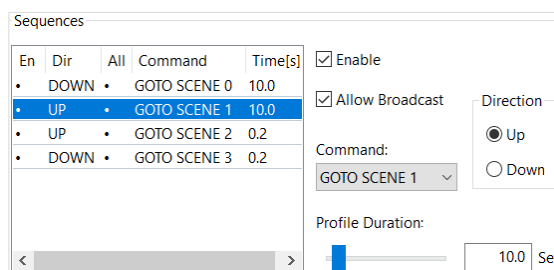 Sequences
En Dir All Command Time[s]
• DOWN • GOTO SCENE 0 10.0
• UP • GOTO SCENE 1 10.0
• UP • GOTO SCENE 2 0.2
• DOWN • GOTO SCENE 3 0.2
Enable
Allow Broadcast
Direction
Up
Down
Command:
GOTO SCENE 1
Profile Duration:
10.0 Se